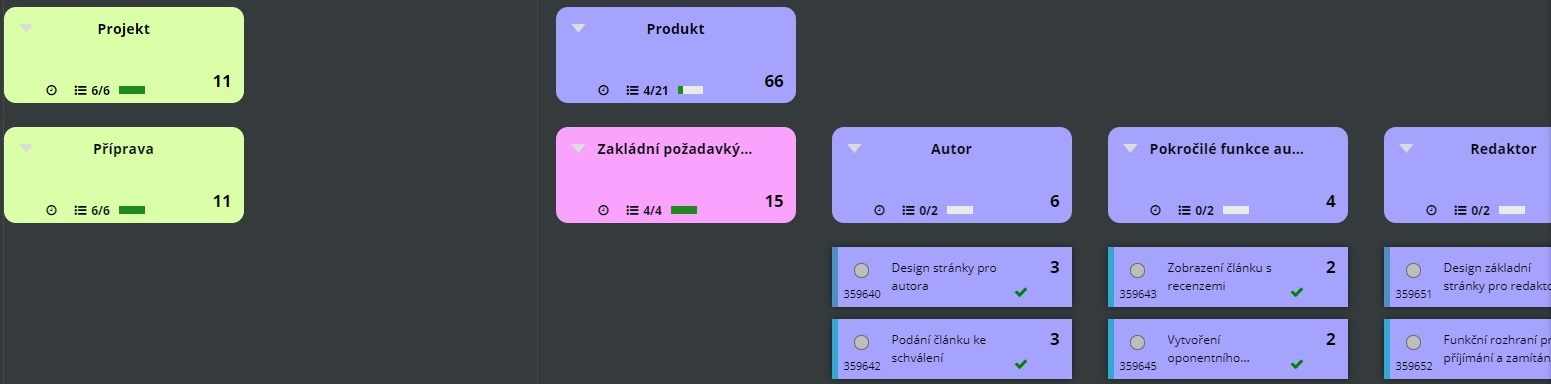 Projekt
6/6
11
Produkt
4/21
66
Příprava
6/6
11
Zakládní požadavký...
4/4
15
Autor
0/2
6
Pokročilé funkce au...
0/2
4
Redaktor
0/2
Design stránky pro
autora
3
359640
Zobrazení článku s
recenzemi
2
359643
Design základní
stránky pro redakto
359651
Podání článku ke
schválení
3
359642
Vytvoření
oponentního...
2
359645
Funkční rozhraní pr
příjímání a zamítán
359652